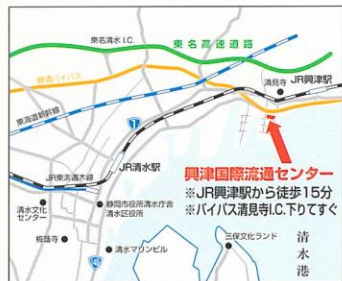 東名清水 I.C.
東名高速道路
静清バイパス
清見寺
JR興津駅
東海道新幹線
1
JR清水駅
興津国際流通センター
※JR興津駅から徒歩15分
※バイパス清見寺I.C.下りてすぐ
JR東海道本線
清水文化
センター
静岡市役所清水庁舎
清水区役所
梅蔭寺
清水マリンビル
三保文化ランド
清水港